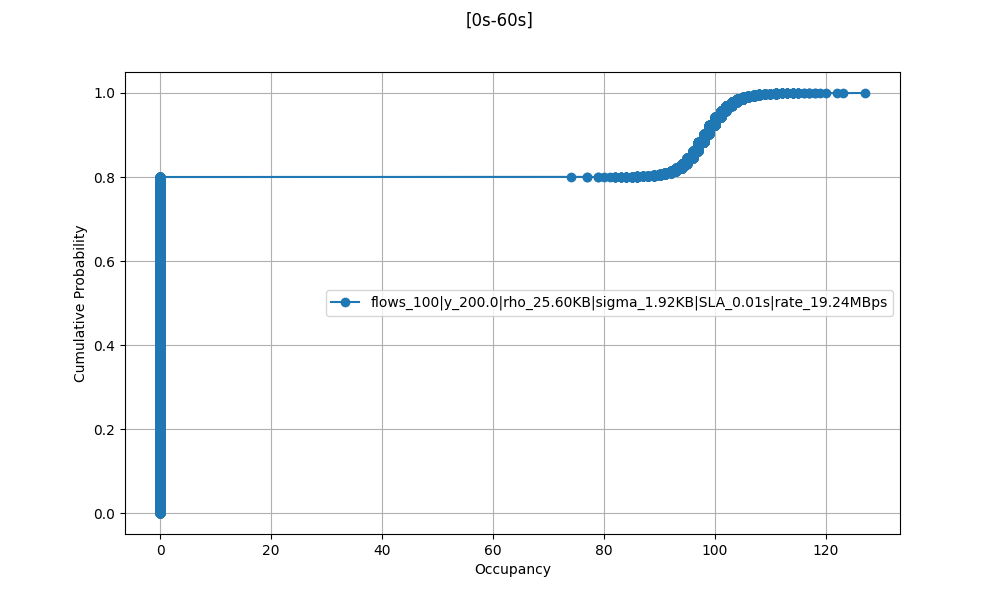 [0s-60s]
1.0
0.8
0.6
0.4
0.2
0.0
Cumulative Probability
flows_100|y_200.0|rho_25.60KB|sigma_1.92KB|SLA_0.01s|rate_19.24MBps
0 20 40 60 80 100 120
Occupancy